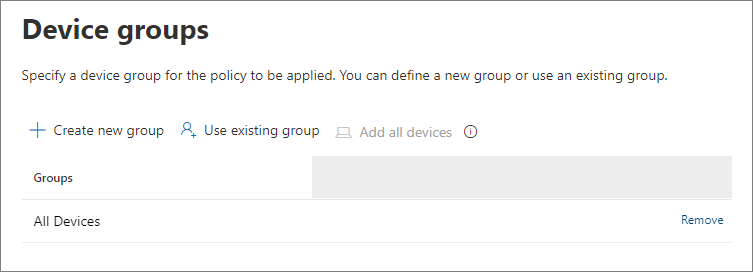 Device groups
Specify a device group for the policy to be applied. You can define a new group or use an existing group.
Create new group Use existing group Add all devices
Groups
All Devices Remove